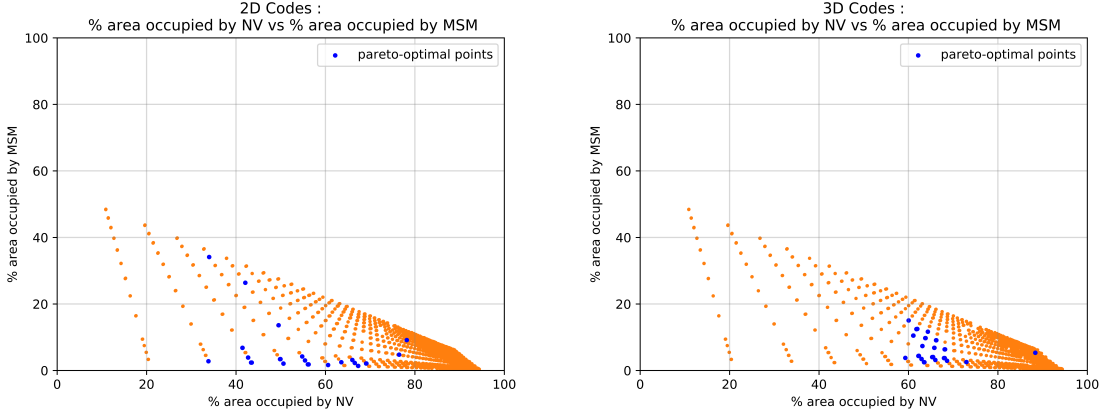 2D Codes :
% area occupied by NV vs % area occupied by MSM
100
80
60
40
20
0
% area occupied by MSM
pareto-optimal points
0 20 40 60 80 100
% area occupied by NV
3D Codes :
% area occupied by NV vs % area occupied by MSM
100
80
60
40
20
0
% area occupied by MSM
pareto-optimal points
0 20 40 60 80 100
% area occupied by NV